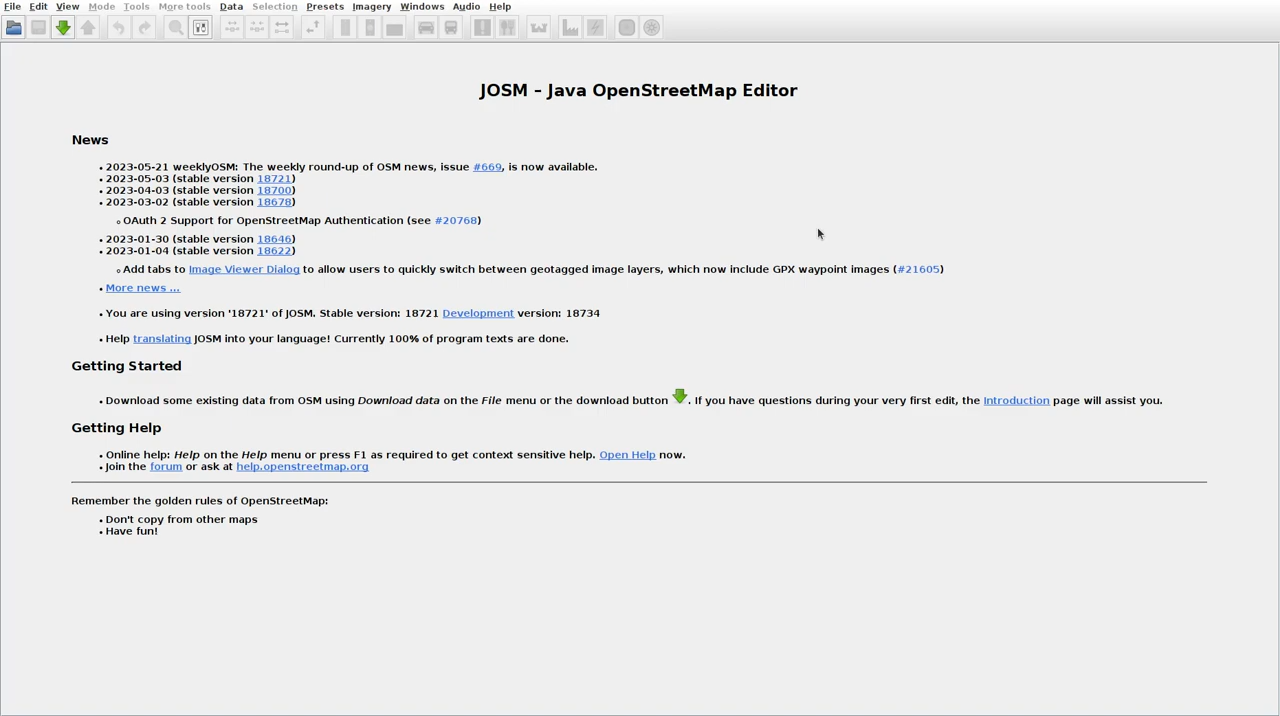 File Edit View Mode Tools More tools Data Selection Presets Imagery Windows Audio Help
JOSM – Java OpenStreetMap Editor
News
2023-05-21 weeklyOSM: The weekly round-up of OSM news, issue #669, is now available.
2023-05-03 (stable version 18721)
2023-04-03 (stable version 18700)
2023-03-02 (stable version 18678)
OAuth 2 Support for OpenStreetMap Authentication (see #20768)
2023-01-30 (stable version 18646)
2023-01-04 (stable version 18622)
Add tabs to Image Viewer Dialog to allow users to quickly switch between geotagged image layers, which now include GPX waypoint images (#21605)
More news ...
You are using version '18721' of JOSM. Stable version: 18721 Development version: 18734
Help translating JOSM into your language! Currently 100% of program texts are done.
Getting Started
Download some existing data from OSM using Download data on the File menu or the download button . If you have questions during your very first edit, the Introduction page will assist you.
Getting Help
Online help: Help on the Help menu or press F1 as required to get context sensitive help. Open Help now.
Join the forum or ask at help.openstreetmap.org
Remember the golden rules of OpenStreetMap:
Don't copy from other maps
Have fun!